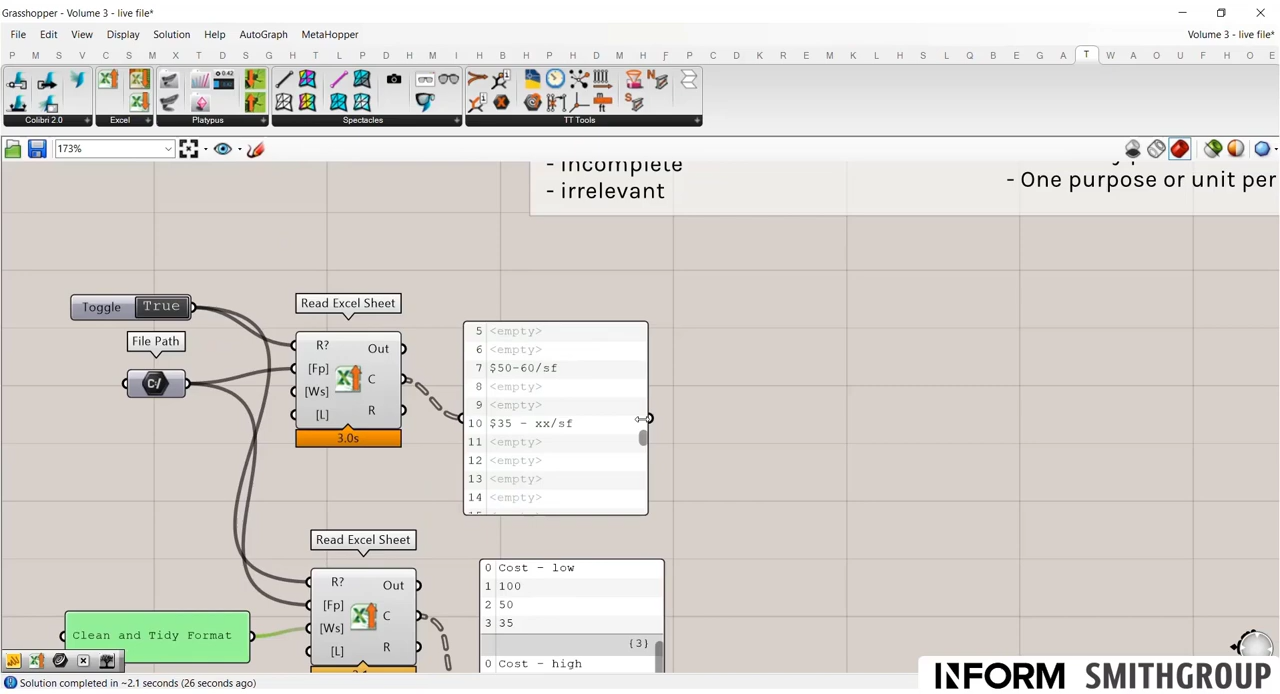 Grasshopper - Volume 3 - live file*
File Edit View Display Solution Help AutoGraph MetaHopper Volume 3 - live file*
P M S V C S M X T D S L P D M I H B P E H D M H F Z C D H S L Q B S R E G A A T W A O U F H O E
Colibri 2.0 Excel Platypus Spectacles TT Tools
173%
- incomplete
- irrelevant
- One purpose or unit per
Toggle True
File Path
C:/
Read Excel Sheet
R? Out
[Fp]
[Ws] C
[L] R
3.0s
5 <empty>
6 <empty>
7 $50-60/sf
8 <empty>
9 <empty>
10 $35 - xx/sf
11 <empty>
12 <empty>
13 <empty>
14 <empty>
Read Excel Sheet
R? Out
[Fp]
[Ws] C
[L] R
Clean and Tidy Format
0 Cost - low
1 100
2 50
3 35
{3}
0 Cost - high
Solution completed in ~2.1 seconds (26 seconds ago)
INFORM SMITHGROUP